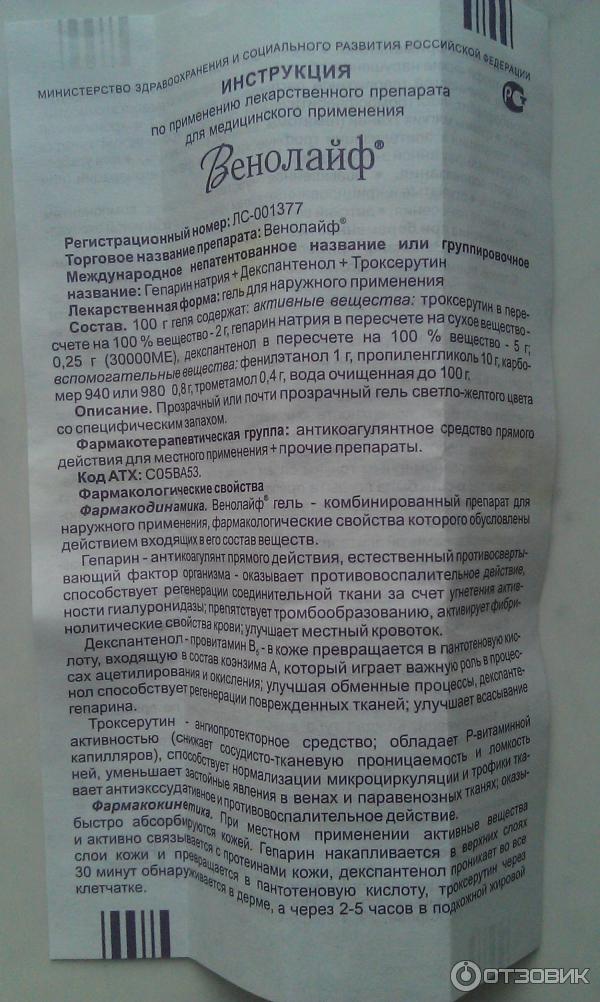 МИНИСТЕРСТВО ЗДРАВООХРАНЕНИЯ И СОЦИАЛЬНОГО РАЗВИТИЯ РОССИЙСКОЙ ФЕДЕРАЦИИ
ИНСТРУКЦИЯ
по применению лекарственного препарата
для медицинского применения
Венолайф®
Регистрационный номер: ЛС-001377
Торговое название препарата: Венолайф®
Международное непатентованное название или группировочное
название: Гепарин натрия + Декспантенол + Троксерутин
Лекарственная форма: гель для наружного применения
Состав. 100 г геля содержат: активные вещества: троксерутин в пере-
счете на 100 % вещество - 2 г, гепарин натрия в пересчете на сухое вещество -
0,25 г (30000МЕ), декспантенол в пересчете на 100 % вещество - 5 г;
вспомогательные вещества: фенилэтанол 1 г, пропиленгликоль 10 г, карбо-
мер 940 или 980 0,8 г, трометамол 0,4 г, вода очищенная до 100 г.
Описание. Прозрачный или почти прозрачный гель светло-желтого цвета
со специфическим запахом.
Фармакотерапевтическая группа: антикоагулянтное средство прямого
действия для местного применения + прочие препараты.
Код АТХ: С05ВА53.
Фармакологические свойства
Фармакодинамика. Венолайф® гель - комбинированный препарат для
наружного применения, фармакологические свойства которого обусловлены
действием входящих в его состав веществ.
Гепарин - антикоагулянт прямого действия, естественный противосверты-
вающий фактор организма - оказывает противовоспалительное действие,
способствует регенерации соединительной ткани за счет угнетения актив-
ности гиалуронидазы; препятствует тромбообразованию, активирует фибри-
нолитические свойства крови; улучшает местный кровоток.
Декспантенол - провитамин В5 - в коже превращается в пантотеновую кис-
лоту, входящую в состав коэнзима А, который играет важную роль в процес-
сах ацетилирования и окисления; улучшая обменные процессы, декспанте-
нол способствует регенерации поврежденных тканей; улучшает всасывание
гепарина.
Троксерутин - ангиопротекторное средство; обладает Р-витаминной
активностью (снижает сосудисто-тканевую проницаемость и ломкость
капилляров), способствует нормализации микроциркуляции и трофики тка-
ней, уменьшает застойные явления в венах и паравенозных тканях; оказы-
вает антиэкссудативное и противовоспалительное действие.
Фармакокинетика. При местном применении активные вещества
быстро абсорбируются кожей. Гепарин накапливается в верхних слоях
и активно связывается с протеинами кожи, декспантенол проникает во все
слои кожи и превращается в пантотеновую кислоту, троксерутин через
30 минут обнаруживается в дерме, а через 2-5 часов в подкожной жировой
клетчатке.
ОТЗОВИК